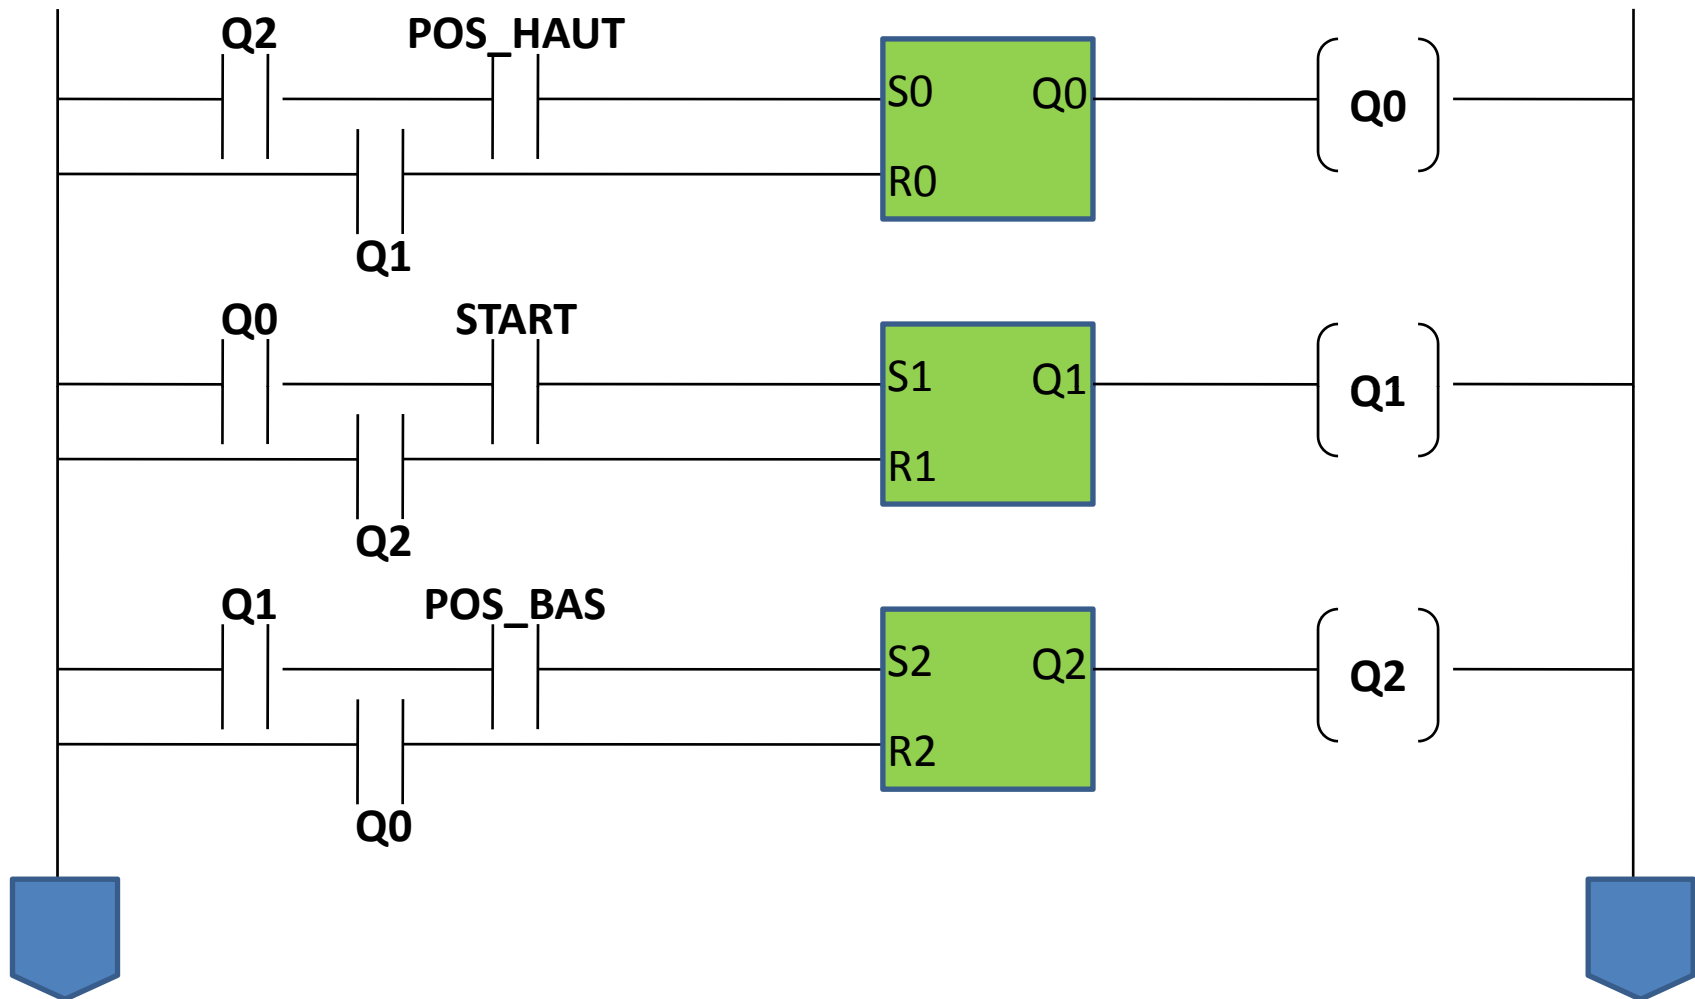 Q2 POS_HAUT
S0 Q0 Q0
R0
Q1
Q0 START
S1 Q1 Q1
R1
Q2
Q1 POS_BAS
S2 Q2 Q2
R2
Q0